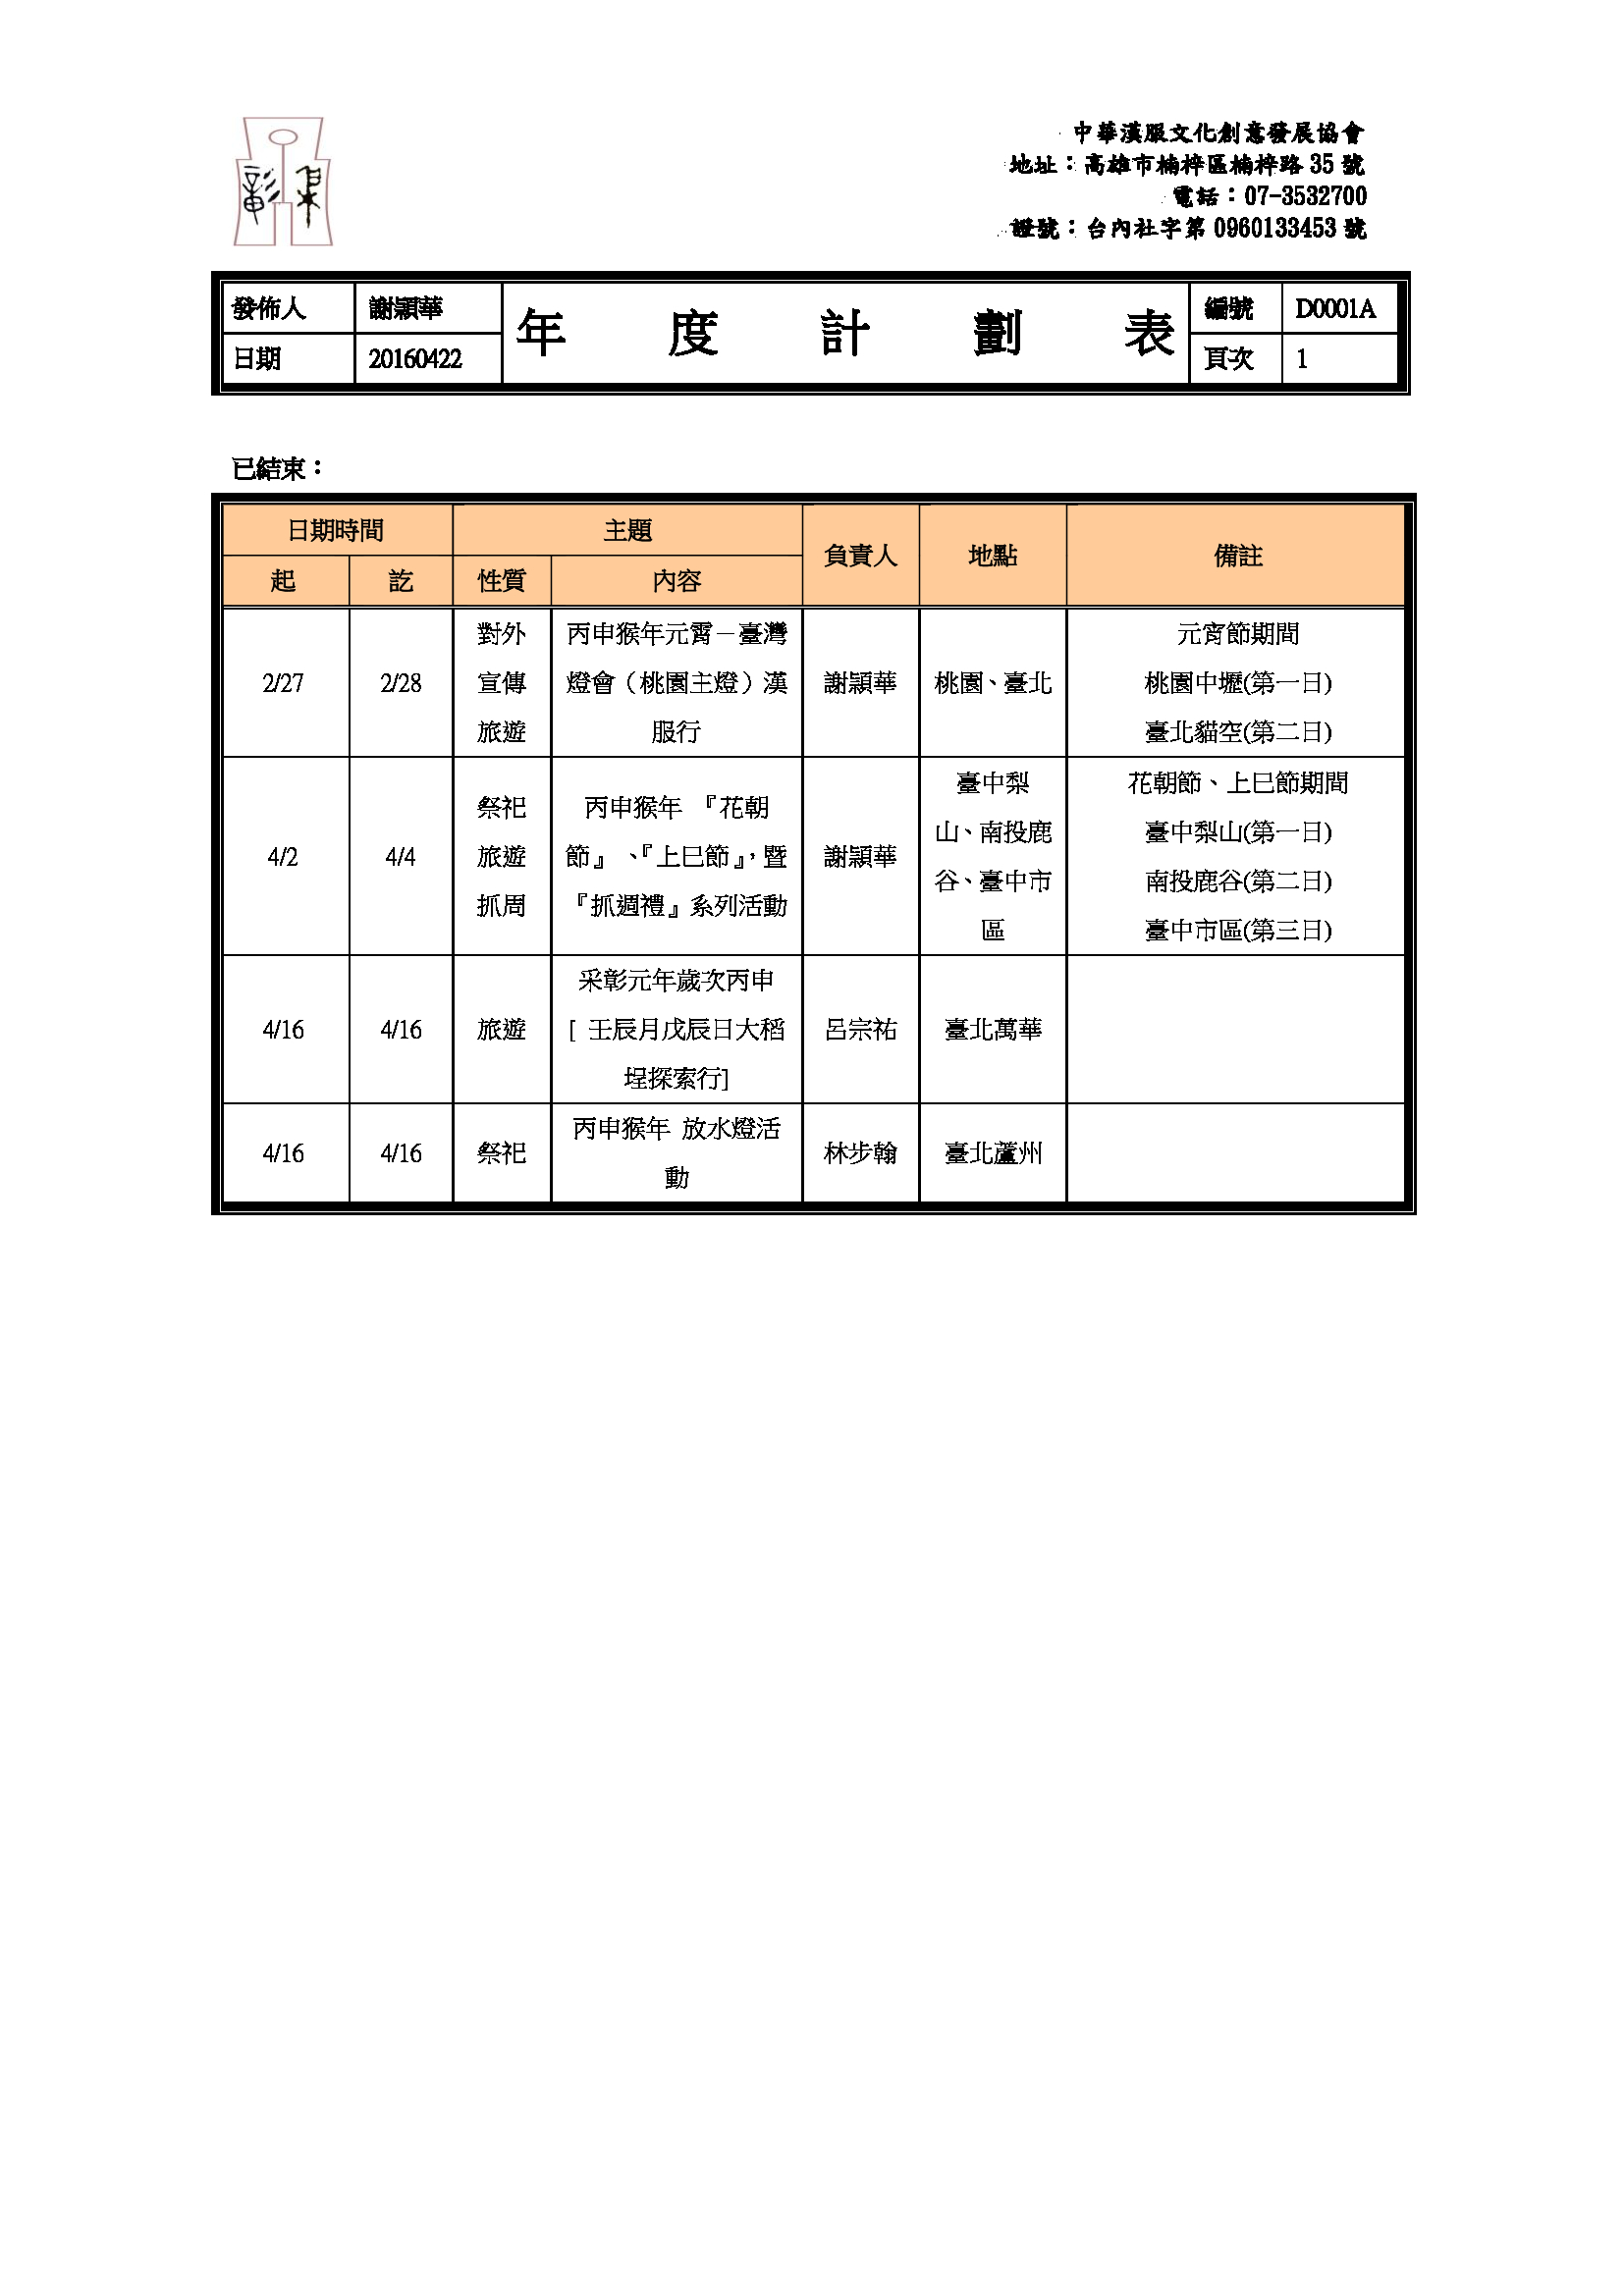 中華漢服文化創意發展協會
地址：高雄市楠梓區楠梓路 35 號
電話：07-3532700
證號：台內社字第 0960133453 號
發佈人 謝穎華 年度計劃表 編號 D0001A
日期 20160422 頁次 1
已結束：
日期時間 主題 負責人 地點 備註
起 訖 性質 內容
2/27 2/28
對外
宣傳
旅遊
丙申猴年元霄－臺灣
燈會（桃園主燈）漢
服行
謝穎華
桃園、臺北
元宵節期間
桃園中壢(第一日)
臺北貓空(第二日)
4/2 4/4
祭祀
旅遊
抓周
丙申猴年 『花朝
節』、『上巳節』，暨
『抓週禮』系列活動
謝穎華
臺中梨
山、南投鹿
谷、臺中市
區
花朝節、上巳節期間
臺中梨山(第一日)
南投鹿谷(第二日)
臺中市區(第三日)
4/16 4/16
旅遊
采彰元年歲次丙申
[ 壬辰月戊辰日大稻
埕探索行]
呂宗祐
臺北萬華
4/16 4/16
祭祀
丙申猴年 放水燈活
動
林步翰
臺北蘆州